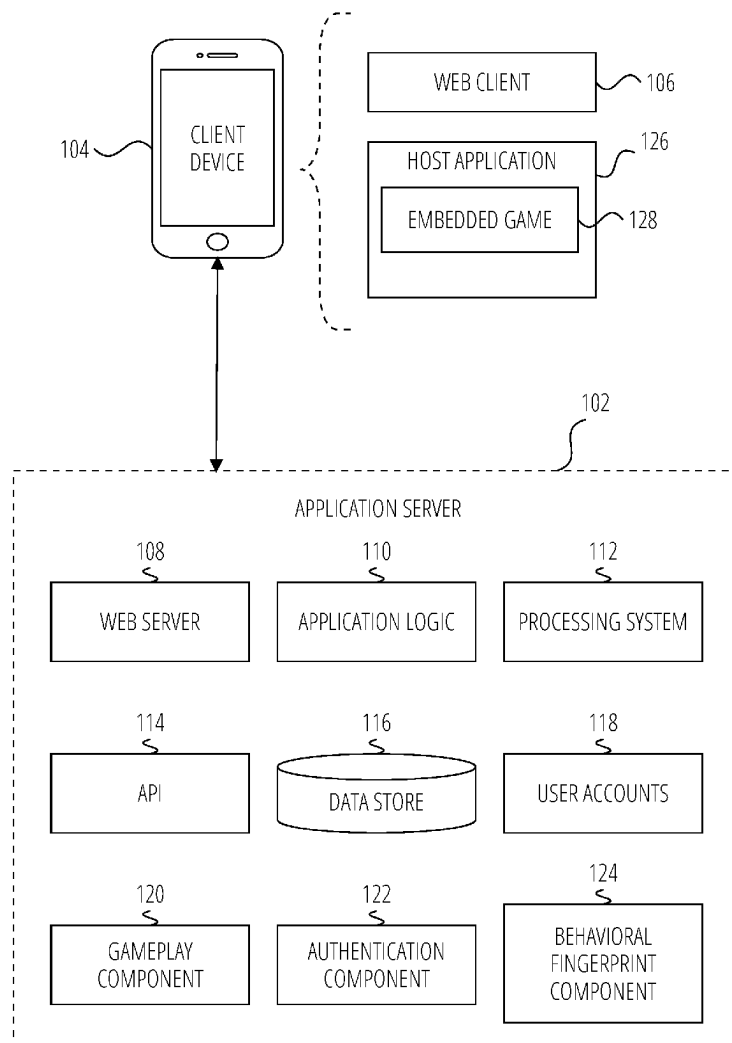 WEB CLIENT
106
CLIENT
DEVICE
104
HOST APPLICATION
126
EMBEDDED GAME
128
102
APPLICATION SERVER
108
110
112
WEB SERVER
APPLICATION LOGIC
PROCESSING SYSTEM
114
116
118
API
DATA STORE
USER ACCOUNTS
120
122
124
GAMEPLAY
COMPONENT
AUTHENTICATION
COMPONENT
BEHAVIORAL
FINGERPRINT
COMPONENT